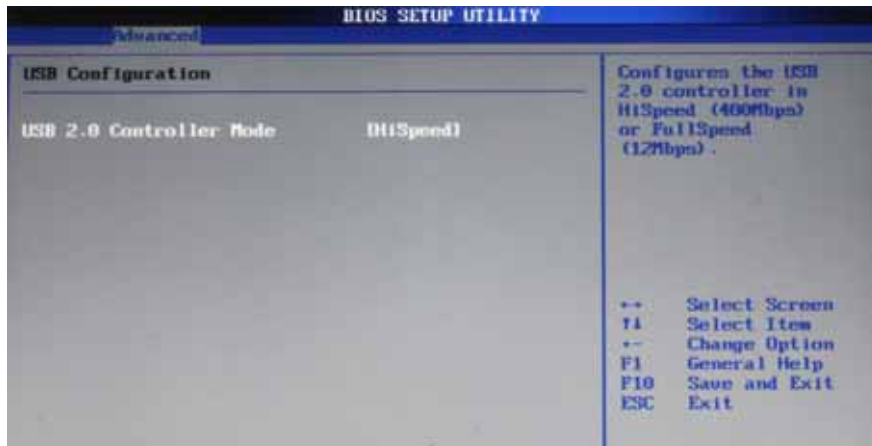 BIOS SETUP UTILITY
Advanced
USB Configuration
USB 2.0 Controller Mode [HiSpeed]
Configures the USB
2.0 controller in
HiSpeed (480Mbps)
or FullSpeed
(12Mbps).
←→ Select Screen
↑↓ Select Item
+- Change Option
F1 General Help
F10 Save and Exit
ESC Exit